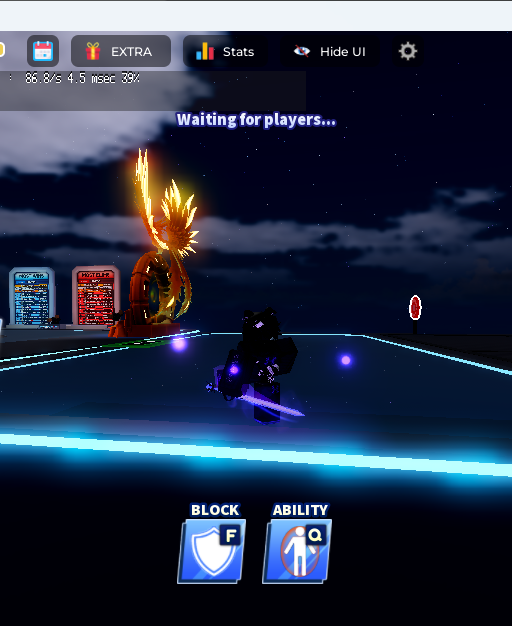 EXTRA
Stats
Hide UI
: 86.8/s 4.5 msec 39%
Waiting for players...
BLOCK
ABILITY
F
Q